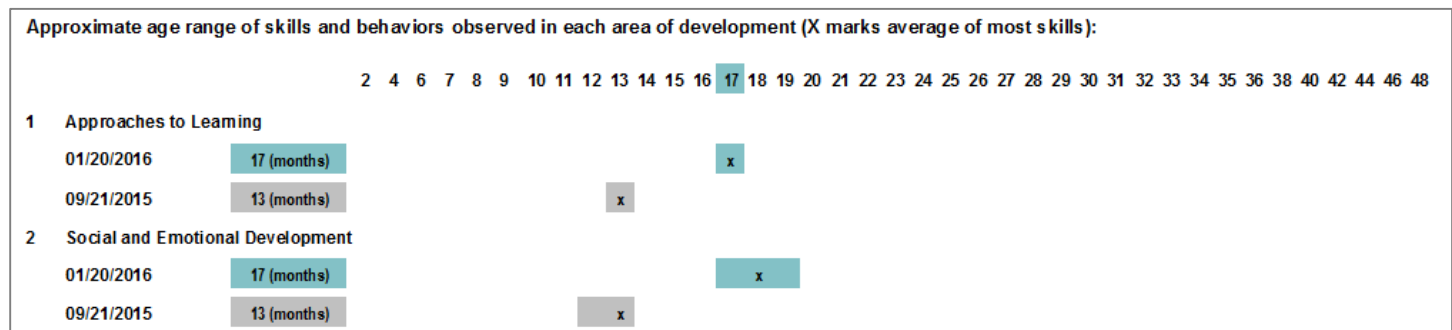 Approximate age range of skills and behaviors observed in each area of development (X marks average of most skills):
2 4 6 7 8 9 10 11 12 13 14 15 16 17 18 19 20 21 22 23 24 25 26 27 28 29 30 31 32 33 34 36 38 40 42 44 46 48
1 Approaches to Learning
01/20/2016 17 (months) x
09/21/2015 13 (months) x
2 Social and Emotional Development
01/20/2016 17 (months) x
09/21/2015 13 (months) x